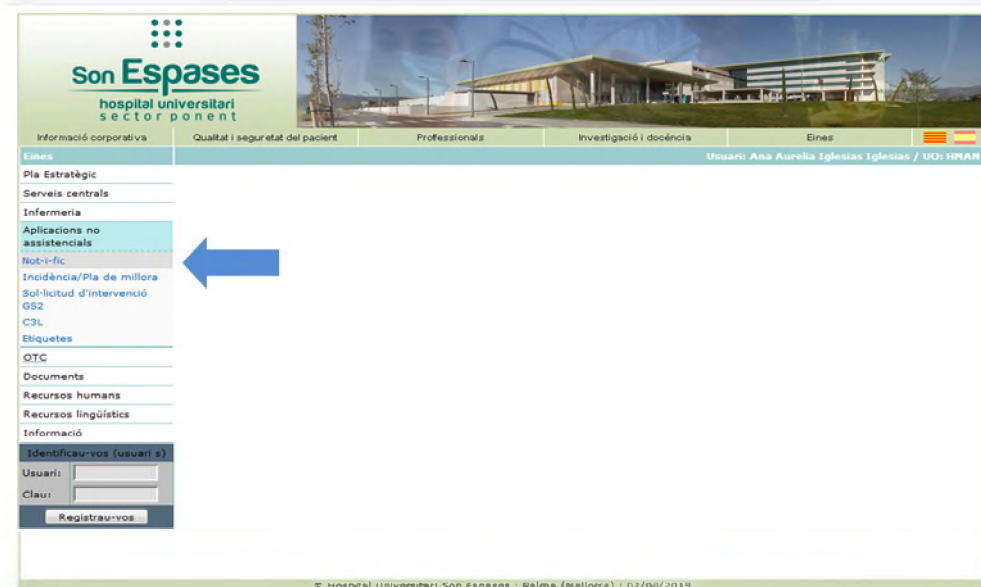 Son Espases
hospital universitari
sector ponent
Informació corporativa
Qualitat i seguretat del pacient
Professionals
Investigació i docència
Eines
Eines
Usuari: Ana Aurelia Iglesias Iglesias / UO: HMAN
Pla Estratègic
Serveis centrals
Infermeria
Aplicacions no
assistencials
Not-i-fic
Incidència/Pla de millora
Sol·licitud d'intervenció
GS2
C3L
Etiquetes
OTC
Documents
Recursos humans
Recursos lingüístics
Informació
Identificau-vos (usuari s)
Usuari:
Clau:
Registrau-vos
© Hospital Universitari Son Espases · Palma (Mallorca) · 02/08/2019